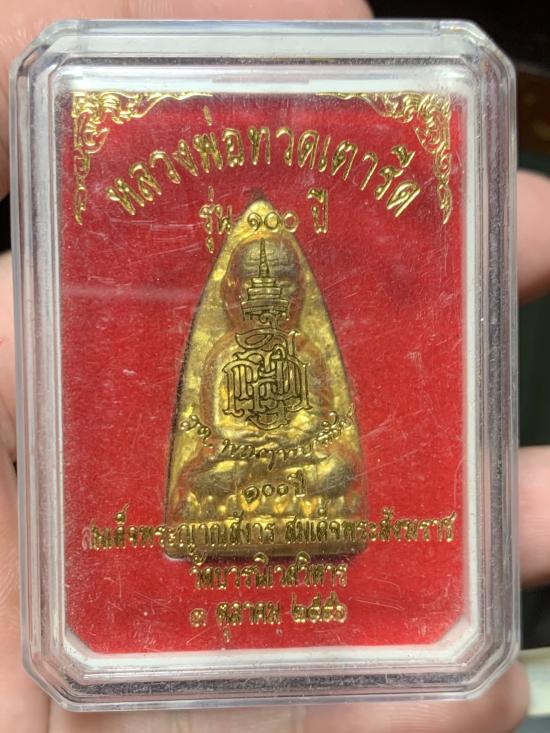 หลวงพ่อทวดเตารีด
รุ่น ๑๐๐ ปี
๑๐๐ ปี
สมเด็จพระญาณสังวร สมเด็จพระสังฆราช
วัดบวรนิเวศวิหาร
๓ ตุลาคม ๒๕๕๖